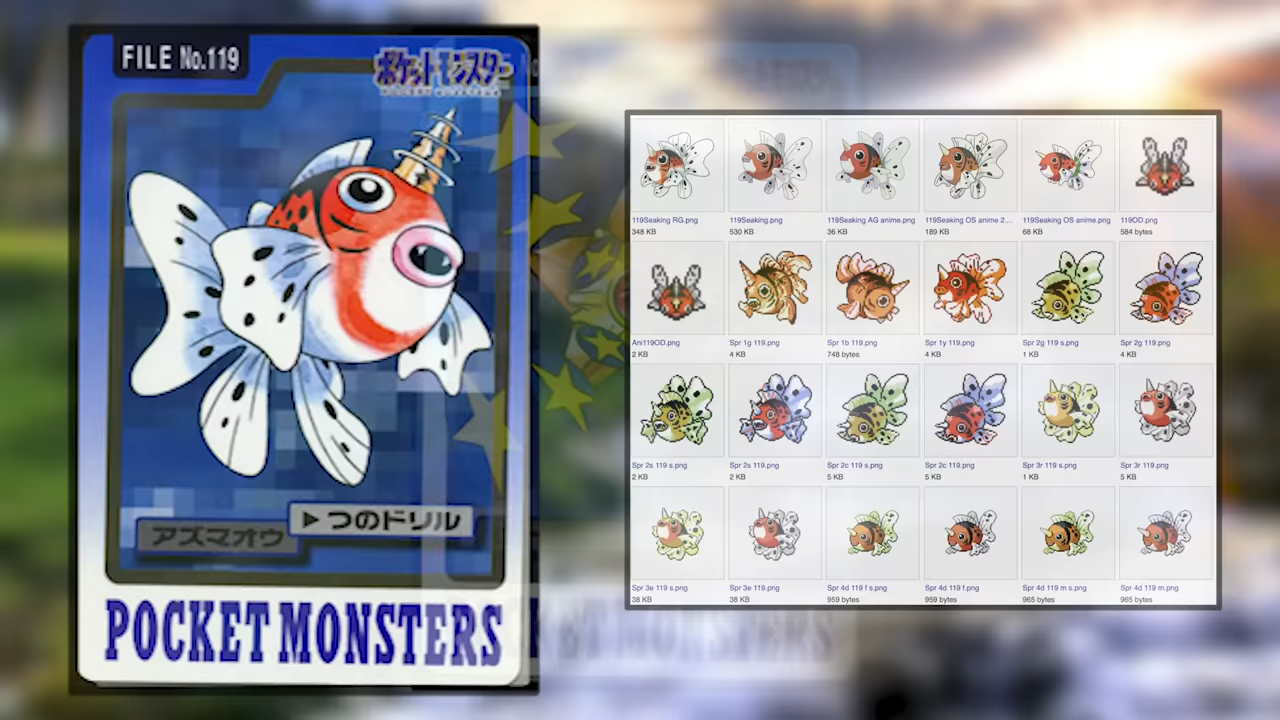 FILE No.119
ポケットモンスター
▶つのドリル
アズマオウ
POCKET MONSTERS
119Seaking RG.png
348 KB
119Seaking.png
530 KB
119Seaking AG anime.png
36 KB
119Seaking OS anime 2....
189 KB
119Seaking OS anime.png
68 KB
119OD.png
584 bytes
Ani119OD.png
2 KB
Spr 1g 119.png
4 KB
Spr 1b 119.png
748 bytes
Spr 1y 119.png
4 KB
Spr 2g 119 s.png
1 KB
Spr 2g 119.png
4 KB
Spr 2s 119 s.png
2 KB
Spr 2s 119.png
2 KB
Spr 2c 119 s.png
5 KB
Spr 2c 119.png
5 KB
Spr 3r 119 s.png
1 KB
Spr 3r 119.png
5 KB
Spr 3e 119 s.png
38 KB
Spr 3e 119.png
38 KB
Spr 4d 119 f s.png
959 bytes
Spr 4d 119 f.png
959 bytes
Spr 4d 119 m s.png
965 bytes
Spr 4d 119 m.png
965 bytes